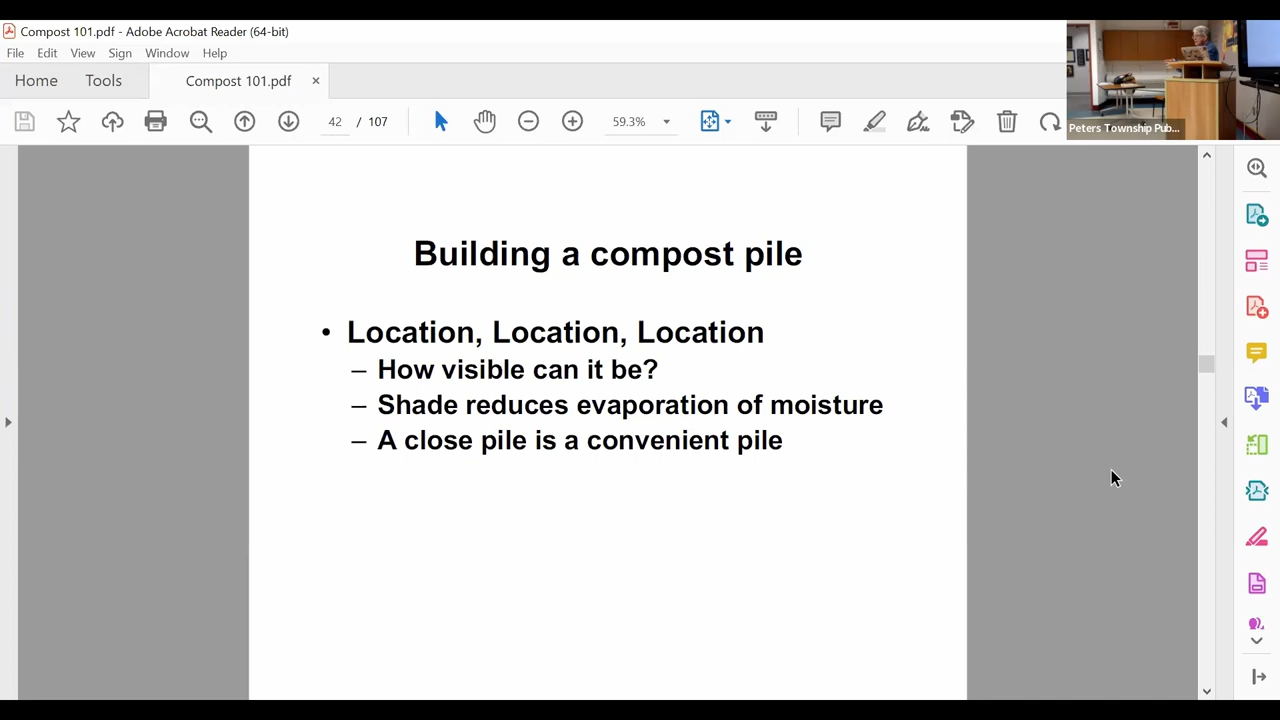 Compost 101.pdf - Adobe Acrobat Reader (64-bit)
File Edit View Sign Window Help
Home Tools Compost 101.pdf ×
42 / 107 59.3%
Peters Township Pub...
Building a compost pile
• Location, Location, Location
– How visible can it be?
– Shade reduces evaporation of moisture
– A close pile is a convenient pile